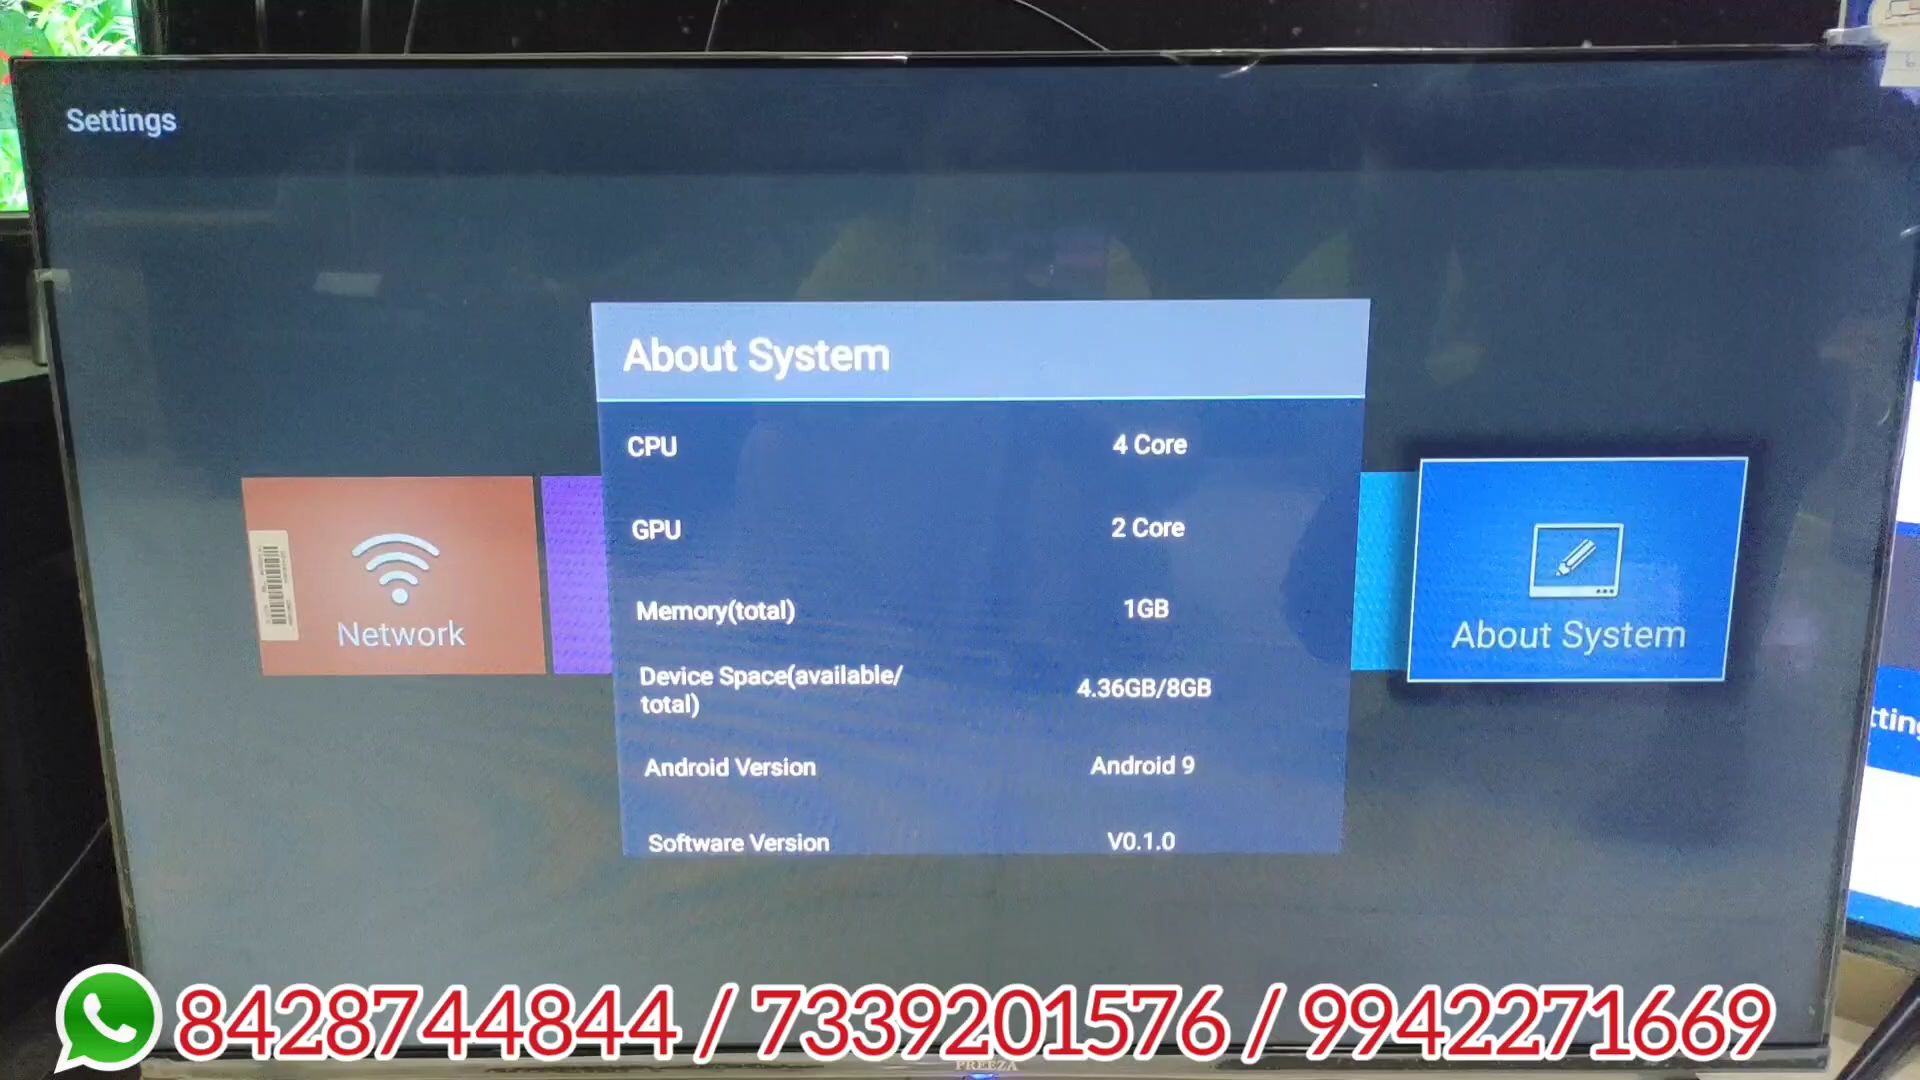 Settings
About System
CPU 4 Core
GPU 2 Core
Memory(total) 1GB
Device Space(available/
total) 4.36GB/8GB
Android Version Android 9
Software Version V0.1.0
Network
About System
8428744844 / 7339201576 / 9942271669
PREEZA